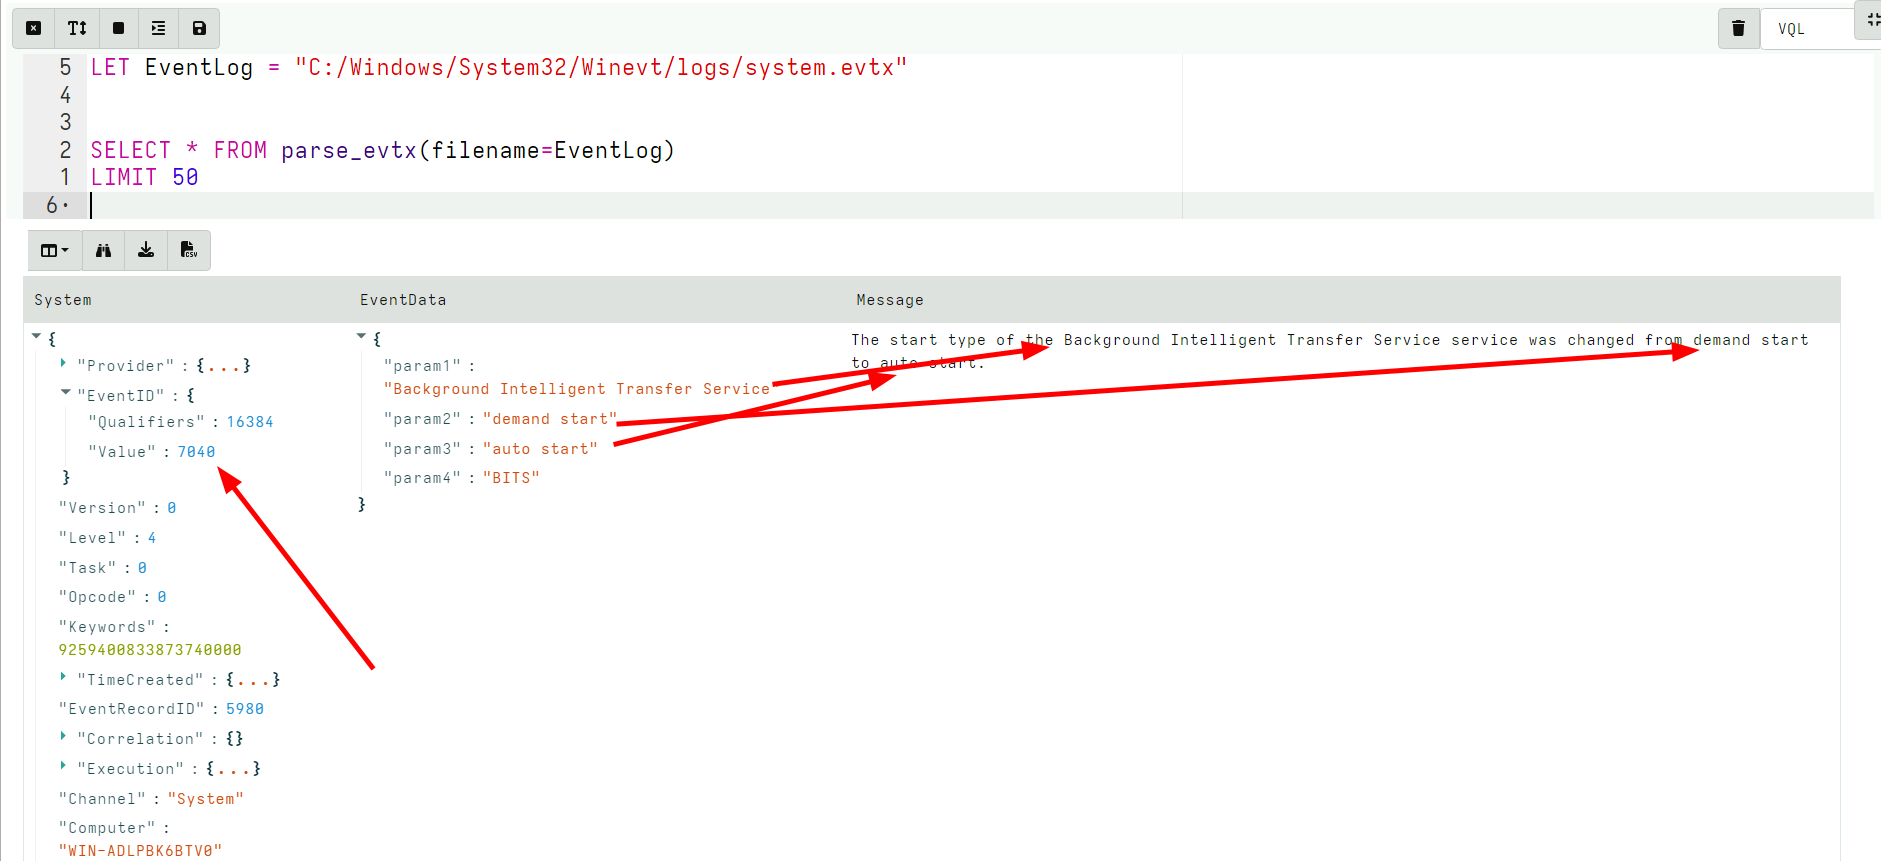 VQL
5 LET EventLog = "C:/Windows/System32/Winevt/logs/system.evtx"
4
3
2 SELECT * FROM parse_evtx(filename=EventLog)
1 LIMIT 50
6·
CSV
System EventData Message
{
"Provider" : {...}
"EventID" : {
"Qualifiers" : 16384
"Value" : 7040
}
"Version" : 0
"Level" : 4
"Task" : 0
"Opcode" : 0
"Keywords" :
9259400833873740000
"TimeCreated" : {...}
"EventRecordID" : 5980
"Correlation" : {}
"Execution" : {...}
"Channel" : "System"
"Computer" :
"WIN-ADLPBK6BTV0"
{
"param1" :
"Background Intelligent Transfer Service
"param2" : "demand start"
"param3" : "auto start"
"param4" : "BITS"
}
The start type of the Background Intelligent Transfer Service service was changed from demand start
to auto start.